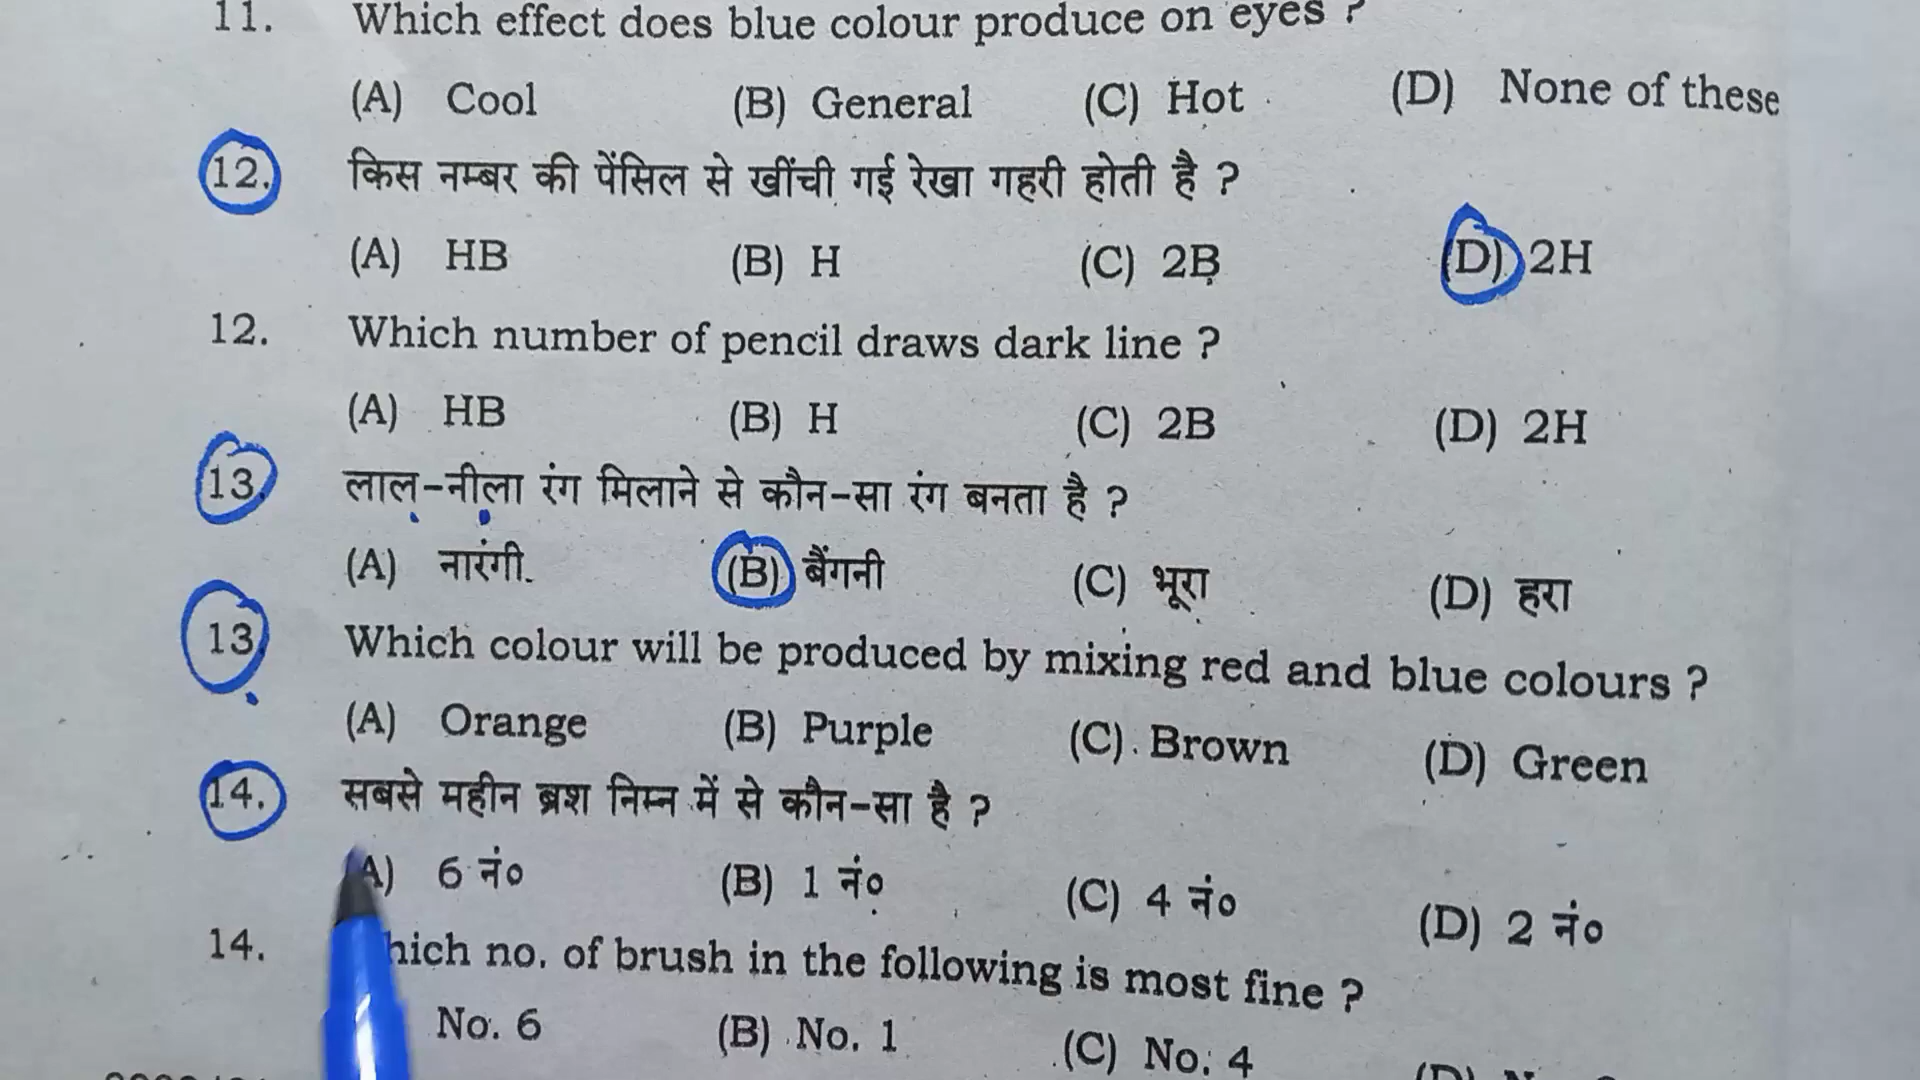 11. Which effect does blue colour produce on eyes ?
(A) Cool (B) General (C) Hot (D) None of these
12. किस नम्बर की पेंसिल से खींची गई रेखा गहरी होती है ?
(A) HB (B) H (C) 2B (D) 2H
12. Which number of pencil draws dark line ?
(A) HB (B) H (C) 2B (D) 2H
13. लाल-नीला रंग मिलाने से कौन-सा रंग बनता है ?
(A) नारंगी (B) बैंगनी (C) भूरा (D) हरा
13. Which colour will be produced by mixing red and blue colours ?
(A) Orange (B) Purple (C) Brown (D) Green
14. सबसे महीन ब्रश निम्न में से कौन-सा है ?
(A) 6 नं० (B) 1 नं० (C) 4 नं० (D) 2 नं०
14. hich no. of brush in the following is most fine ?
No. 6 (B) No. 1 (C) No. 4